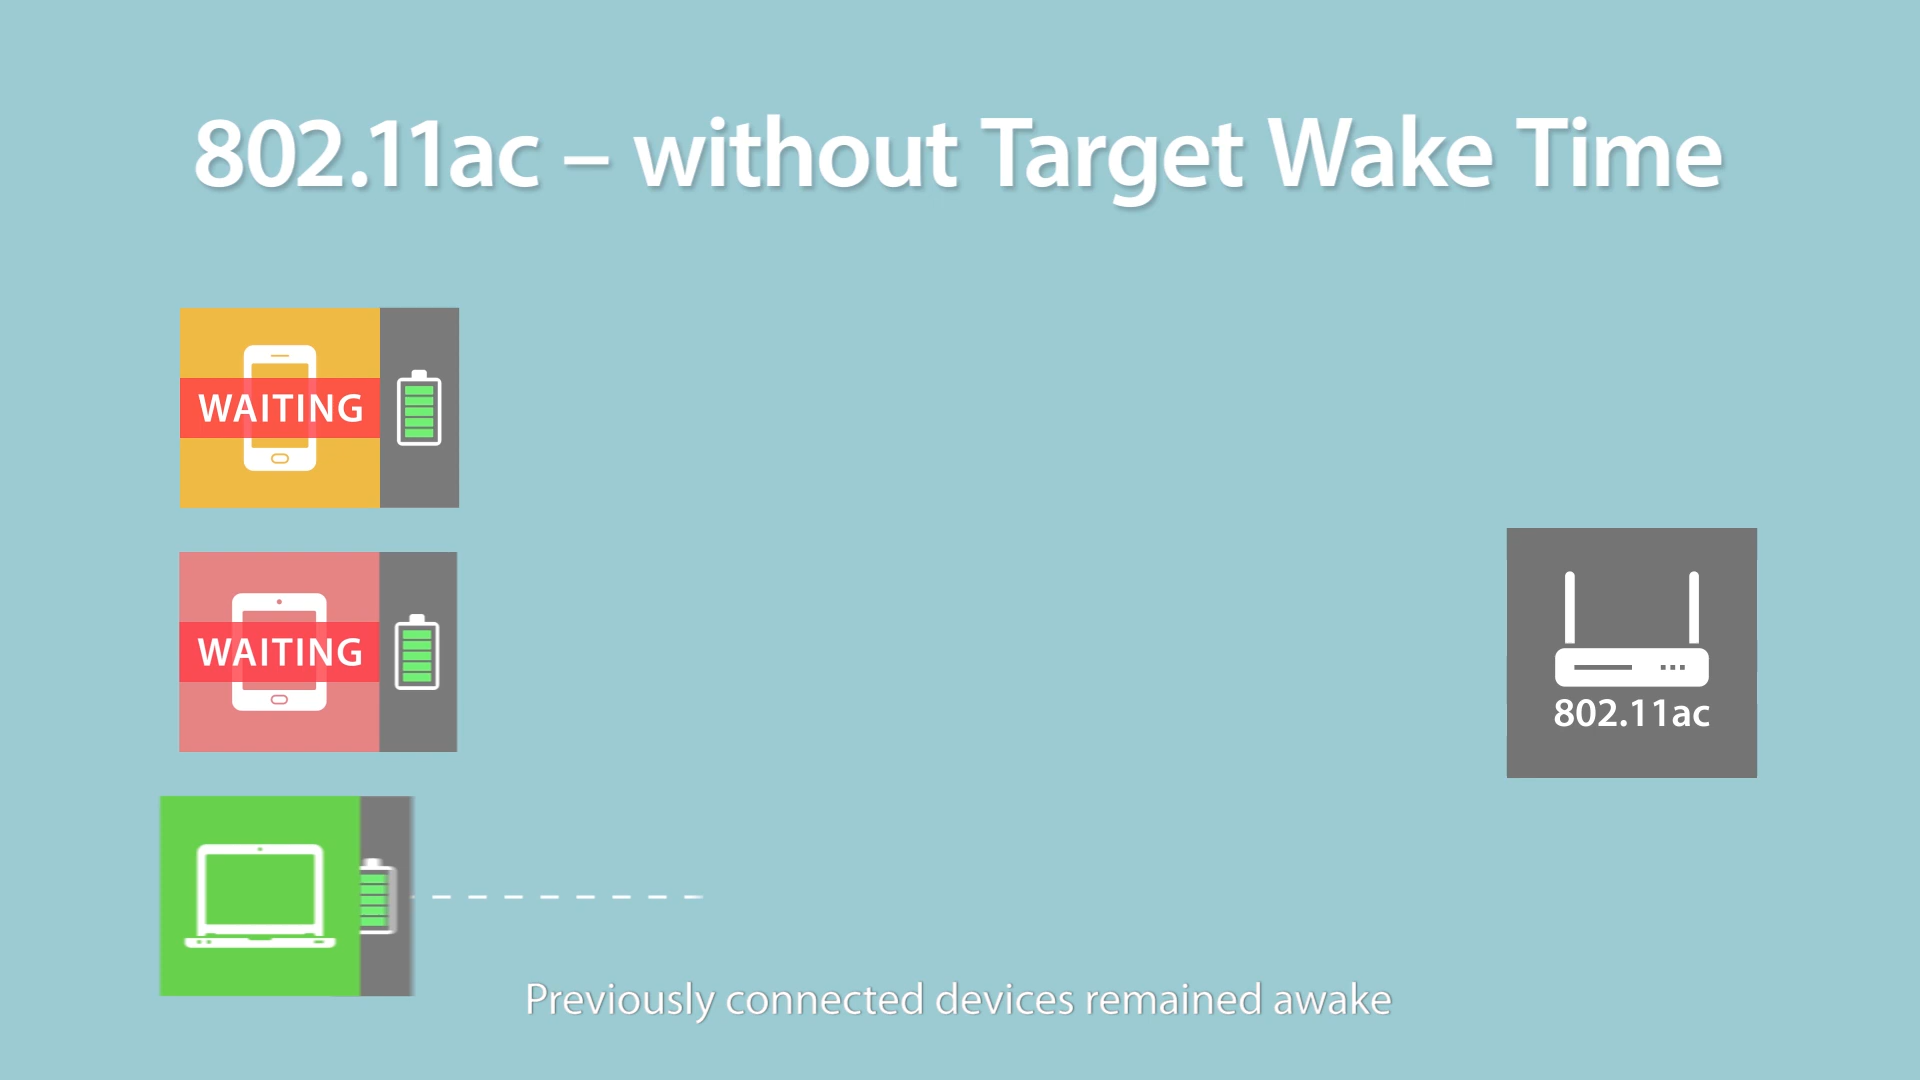 802.11ac – without Target Wake Time
WAITING
WAITING
802.11ac
Previously connected devices remained awake